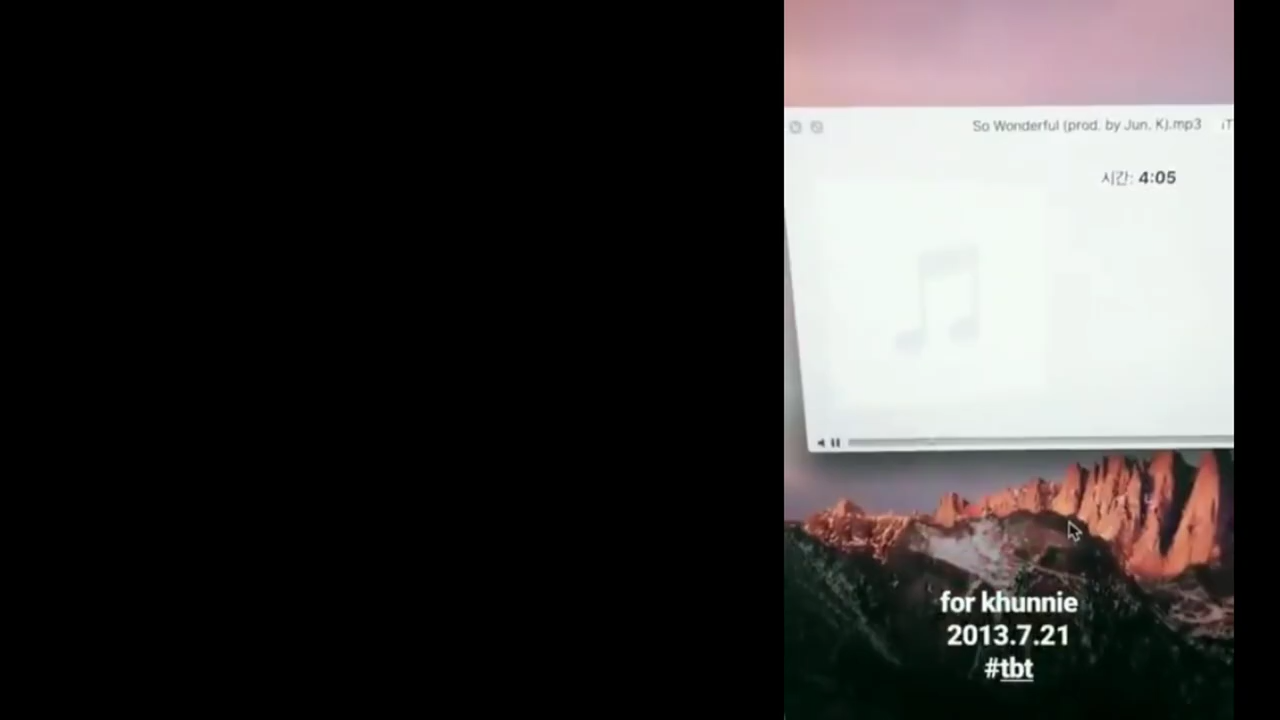 So Wonderful (prod. by Jun. K).mp3
시간: 4:05
for khunnie
2013.7.21
#tbt